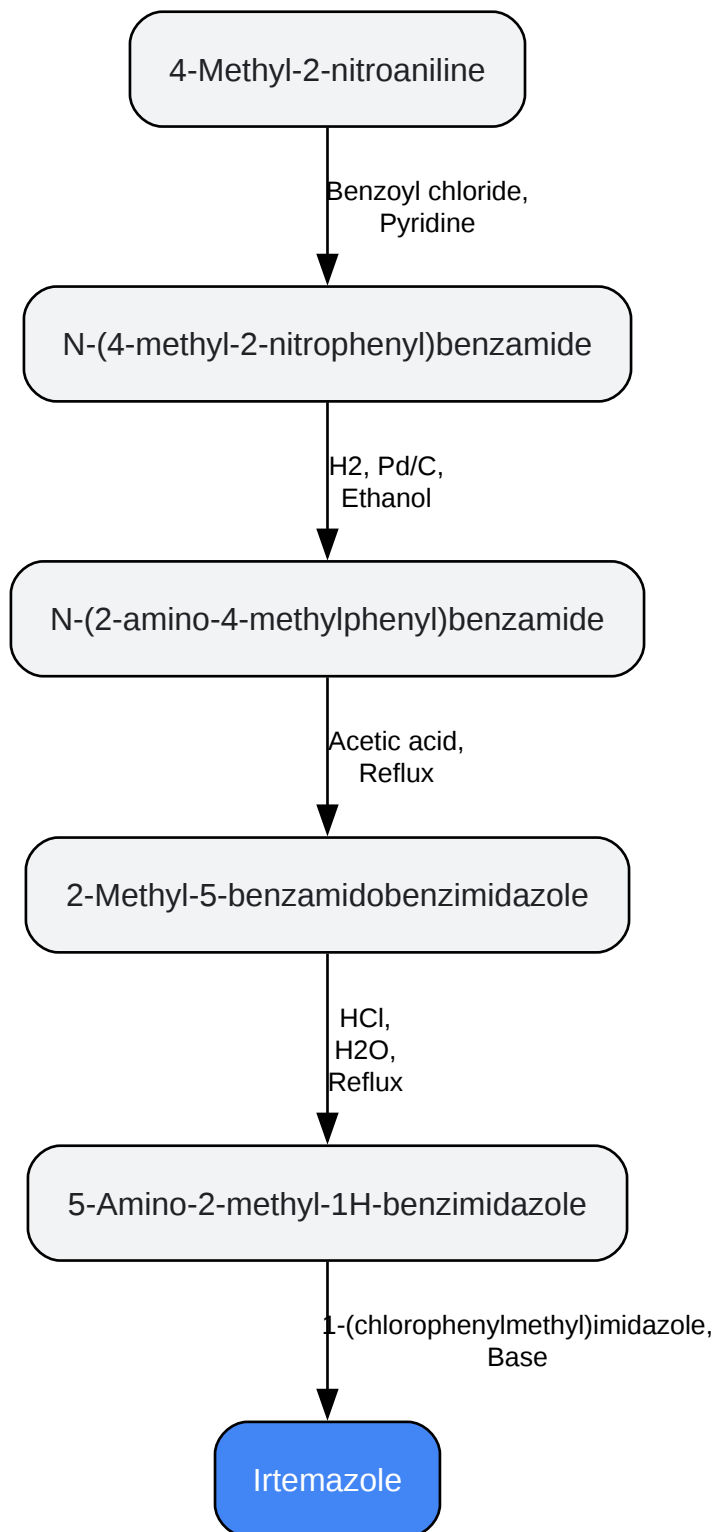 4-Methyl-2-nitroaniline
Benzoyl chloride,
Pyridine
N-(4-methyl-2-nitrophenyl)benzamide
H2, Pd/C,
Ethanol
N-(2-amino-4-methylphenyl)benzamide
Acetic acid,
Reflux
2-Methyl-5-benzamidobenzimidazole
HCl,
H2O,
Reflux
5-Amino-2-methyl-1H-benzimidazole
1-(chlorophenylmethyl)imidazole,
Base
Irtemazole